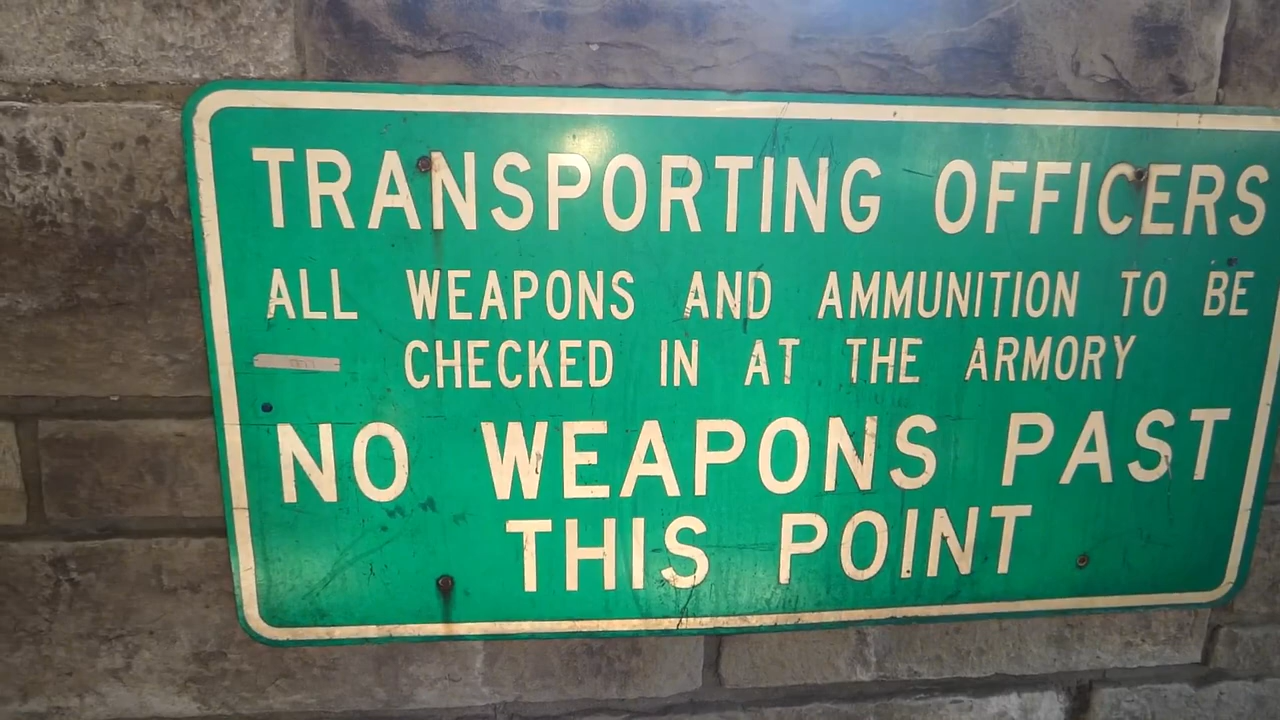 TRANSPORTING OFFICERS
ALL WEAPONS AND AMMUNITION TO BE
CHECKED IN AT THE ARMORY
NO WEAPONS PAST
THIS POINT